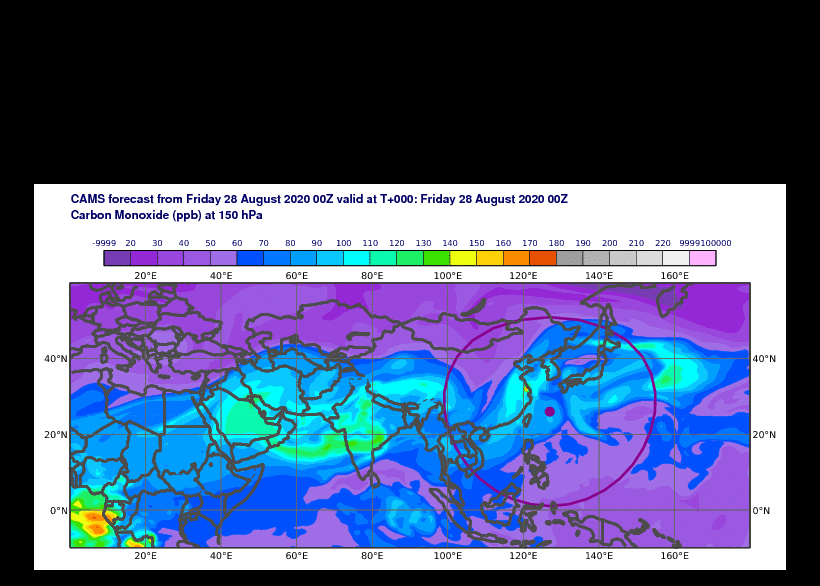 CAMS forecast from Friday 28 August 2020 00Z valid at T+000: Friday 28 August 2020 00Z
Carbon Monoxide (ppb) at 150 hPa
-9999 20 30 40 50 60 70 80 90 100 110 120 130 140 150 160 170 180 190 200 210 220 9999100000
20°E 40°E 60°E 80°E 100°E 120°E 140°E 160°E
40°N 40°N
20°N 20°N
0°N 0°N
20°E 40°E 60°E 80°E 100°E 120°E 140°E 160°E